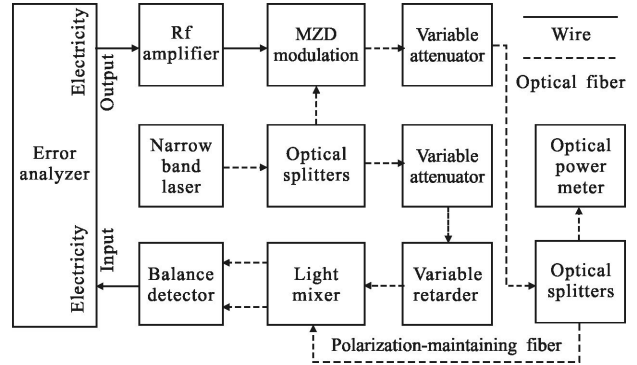 Error
analyzer
Electricity
Output
Electricity
Input
Rf
amplifier
MZD
modulation
Variable
attenuator
Wire
Optical fiber
Narrow
band
laser
Optical
splitters
Variable
attenuator
Optical
power
meter
Balance
detector
Light
mixer
Variable
retarder
Optical
splitters
Polarization-maintaining fiber